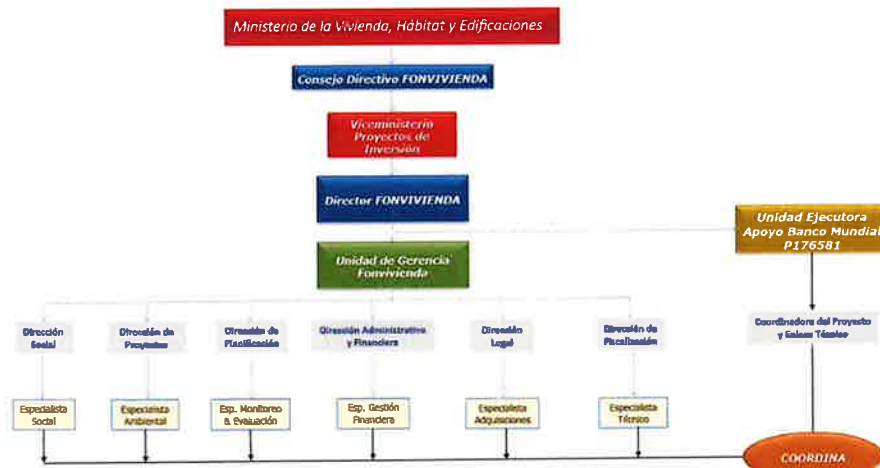 Ministerio de la Vivienda, Hábitat y Edificaciones
Consejo Directivo FONVIVIENDA
Viceministerio
Proyectos de
Inversión
Director FONVIVIENDA
Unidad Ejecutora
Apoyo Banco Mundial
P176581
Unidad de Gerencia
Fonvivienda
Dirección
Social
Dirección de
Proyectos
Dirección de
Planificación
Dirección Administrativa
y Financiera
Dirección
Legal
Dirección de
Fiscalización
Coordinadora del Proyecto
y Enlace Técnico
Especialista
Social
Especialista
Ambiental
Esp. Monitoreo
& Evaluación
Esp. Gestión
Financiera
Especialista
Adquisiciones
Especialista
Técnico
COORDINA